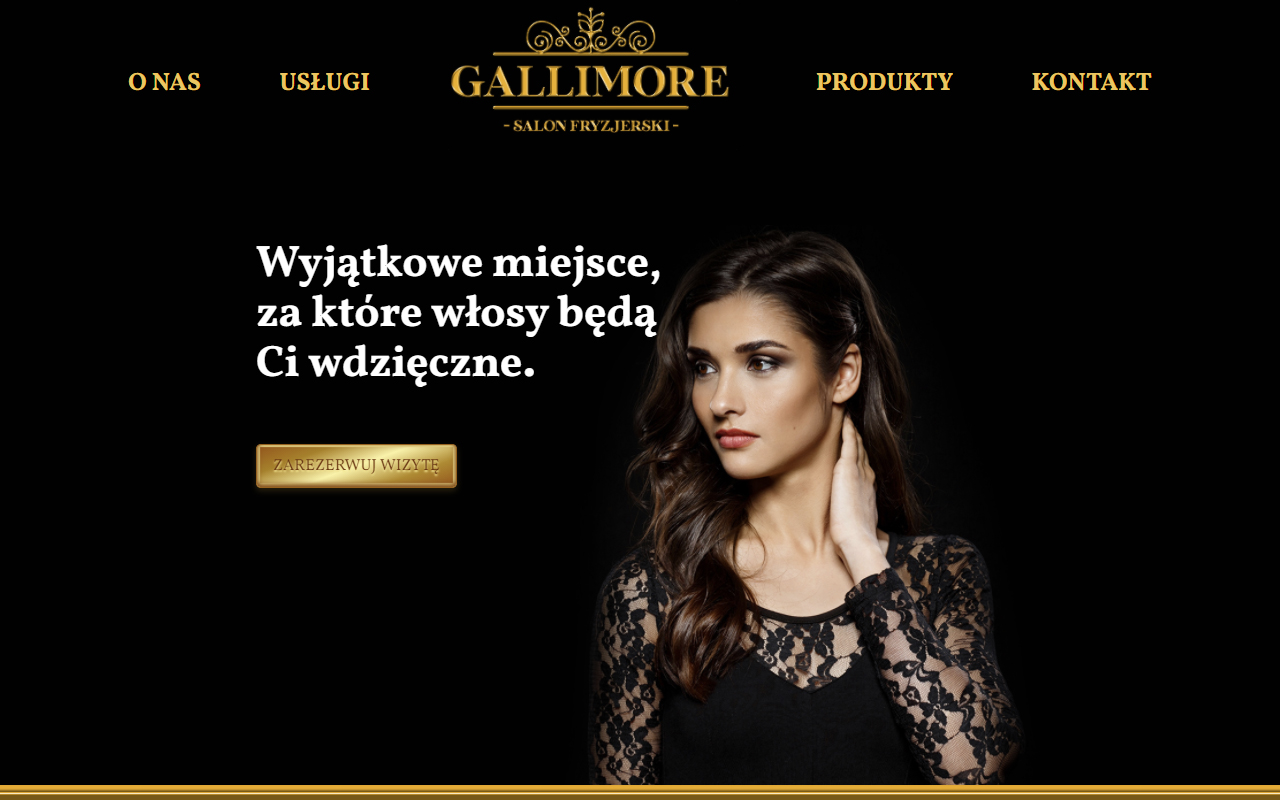 O NAS
USŁUGI
GALLIMORE
- SALON FRYZJERSKI -
PRODUKTY
KONTAKT
Wyjątkowe miejsce,
za które włosy będą
Ci wdzięczne.
ZAREZERWUJ WIZYTĘ